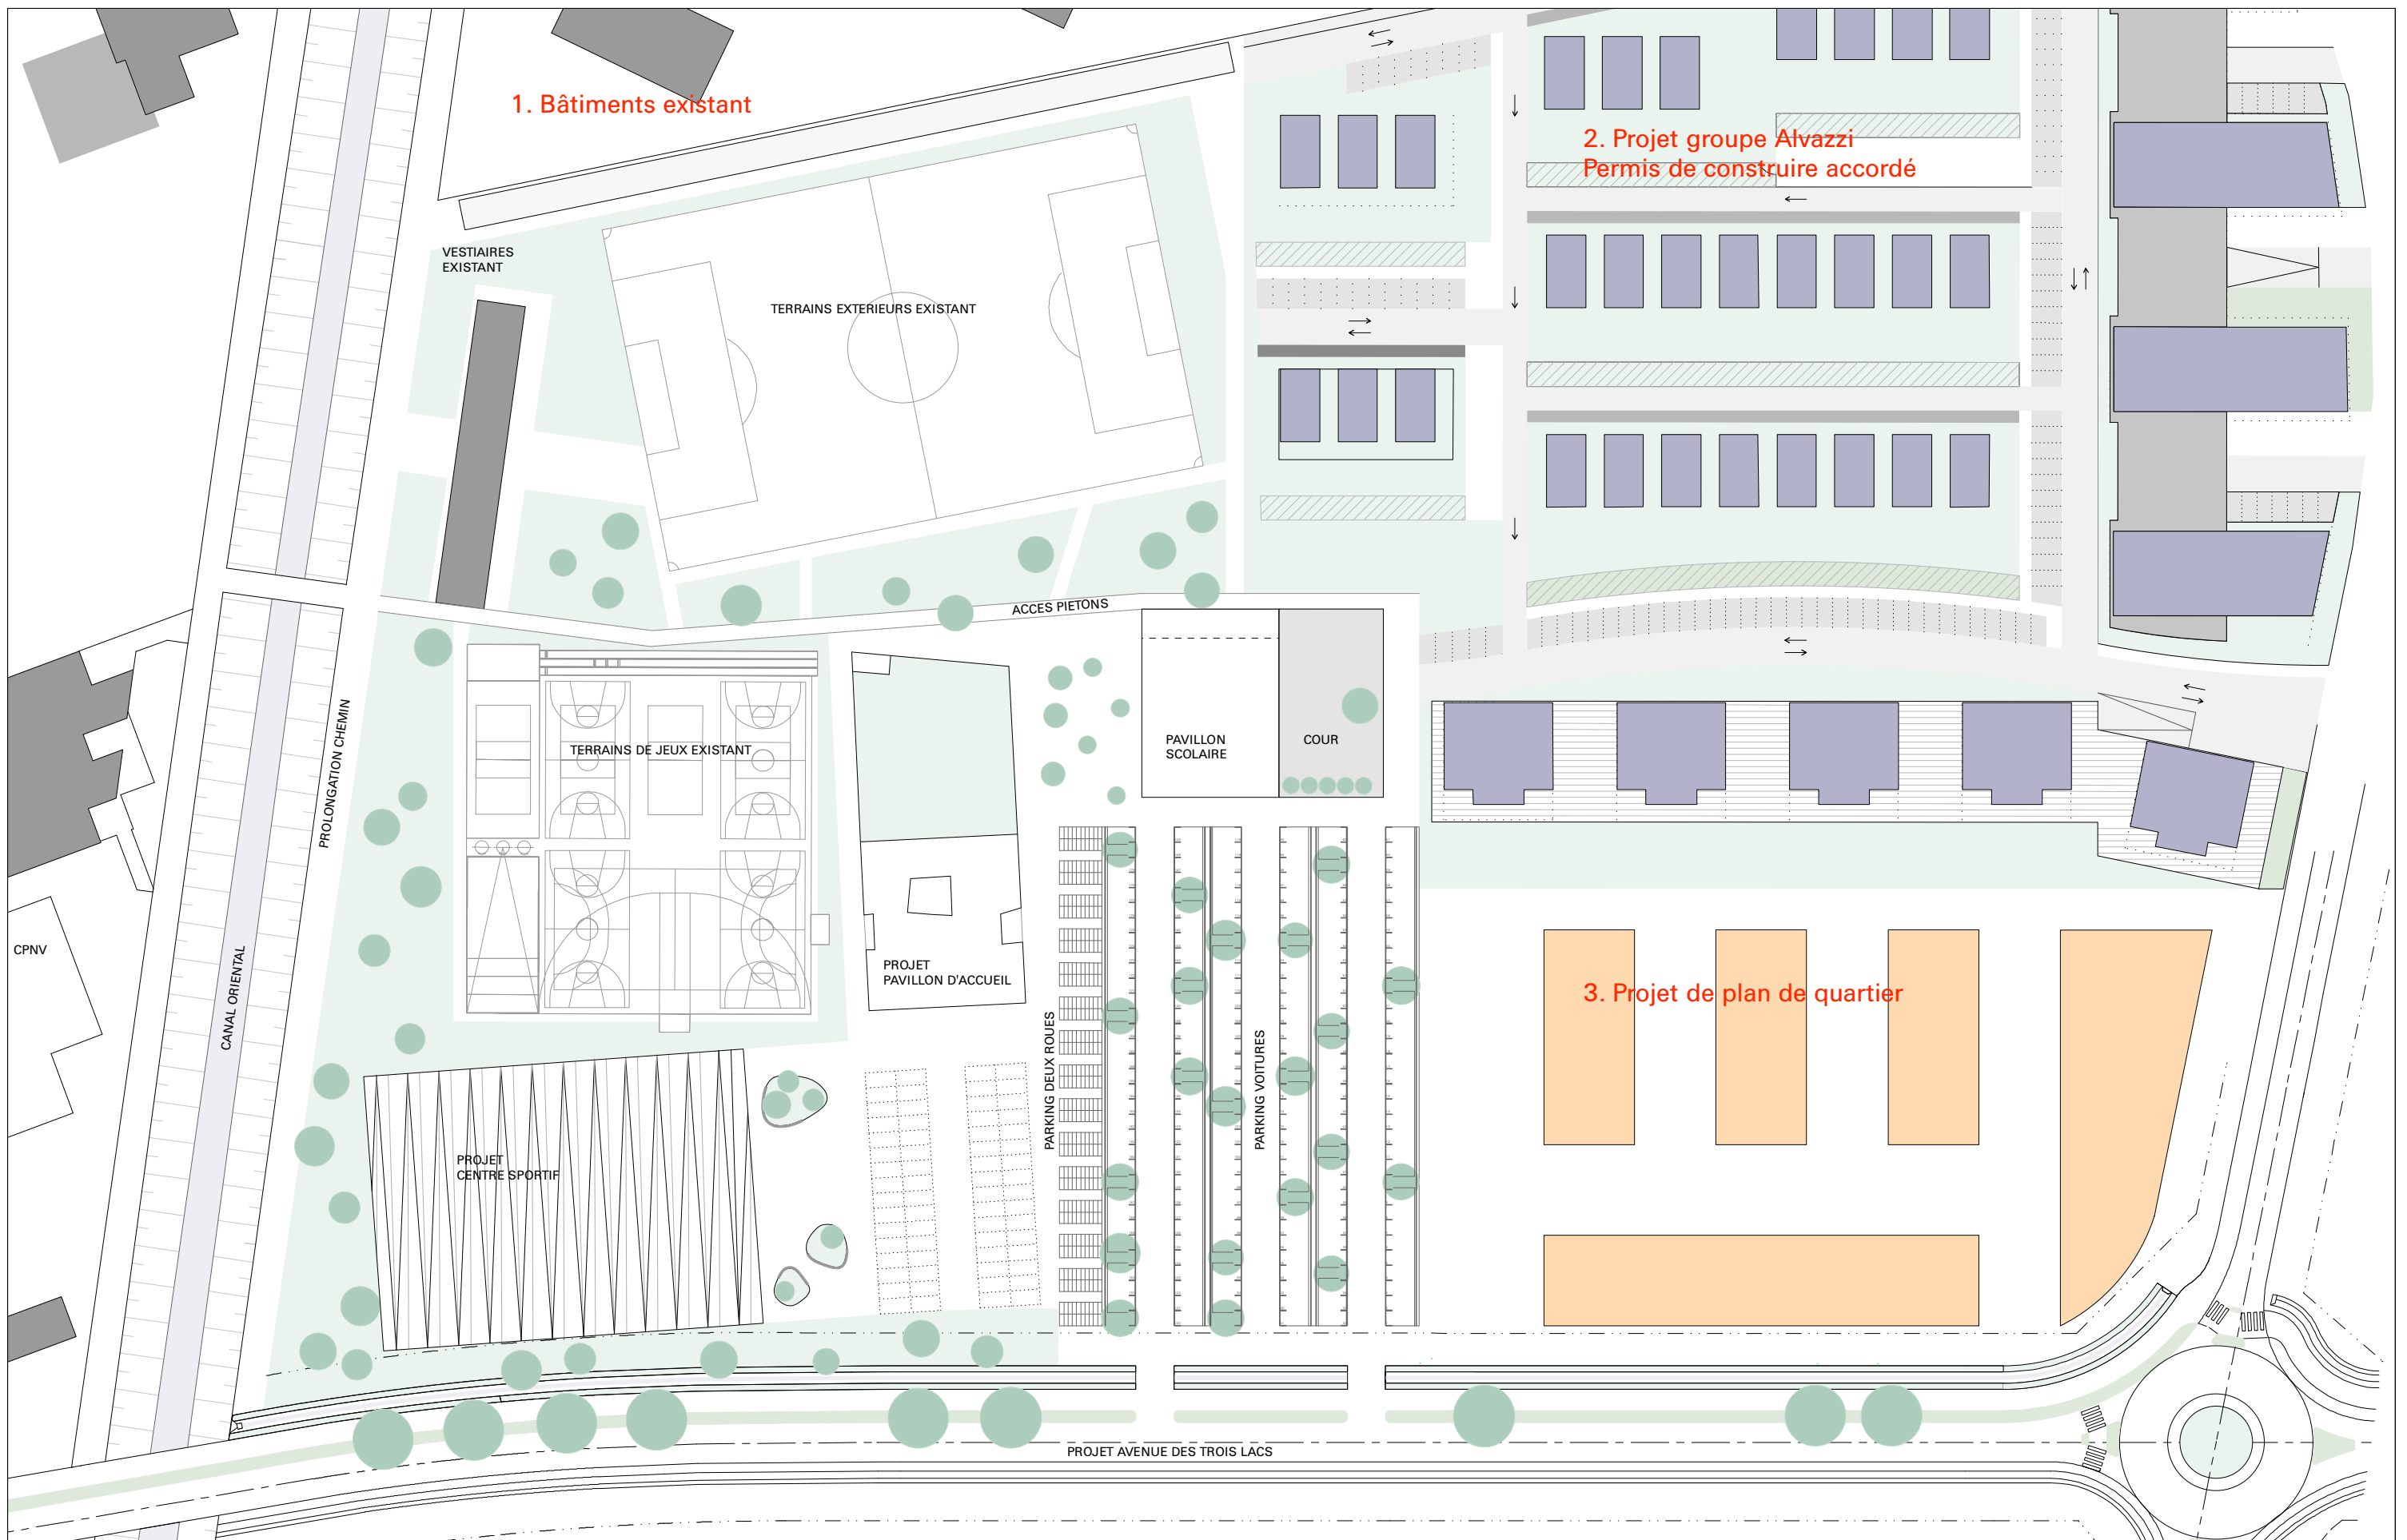 1. Bâtiments existant
2. Projet groupe Alvazzi
Permis de construire accordé
VESTIAIRES
EXISTANT
TERRAINS EXTERIEURS EXISTANT
ACCES PIETONS
PROLONGATION CHEMIN
TERRAINS DE JEUX EXISTANT
PAVILLON
SCOLAIRE
COUR
CPNV
CANAL ORIENTAL
PROJET
PAVILLON D'ACCUEIL
3. Projet de plan de quartier
PARKING DEUX ROUES
PARKING VOITURES
PROJET
CENTRE SPORTIF
PROJET AVENUE DES TROIS LACS